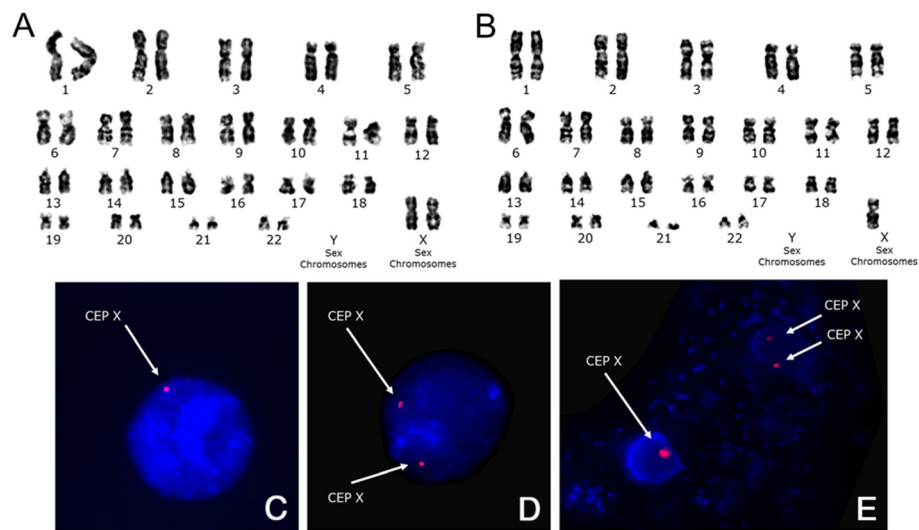 A
1 2 3 4 5
6 7 8 9 10 11 12
13 14 15 16 17 18
19 20 21 22 Y X
Sex Chromosomes Sex Chromosomes
B
1 2 3 4 5
6 7 8 9 10 11 12
13 14 15 16 17 18
19 20 21 22 Y X
Sex Chromosomes Sex Chromosomes
CEP X
C
CEP X
CEP X
D
CEP X
CEP X
CEP X
E